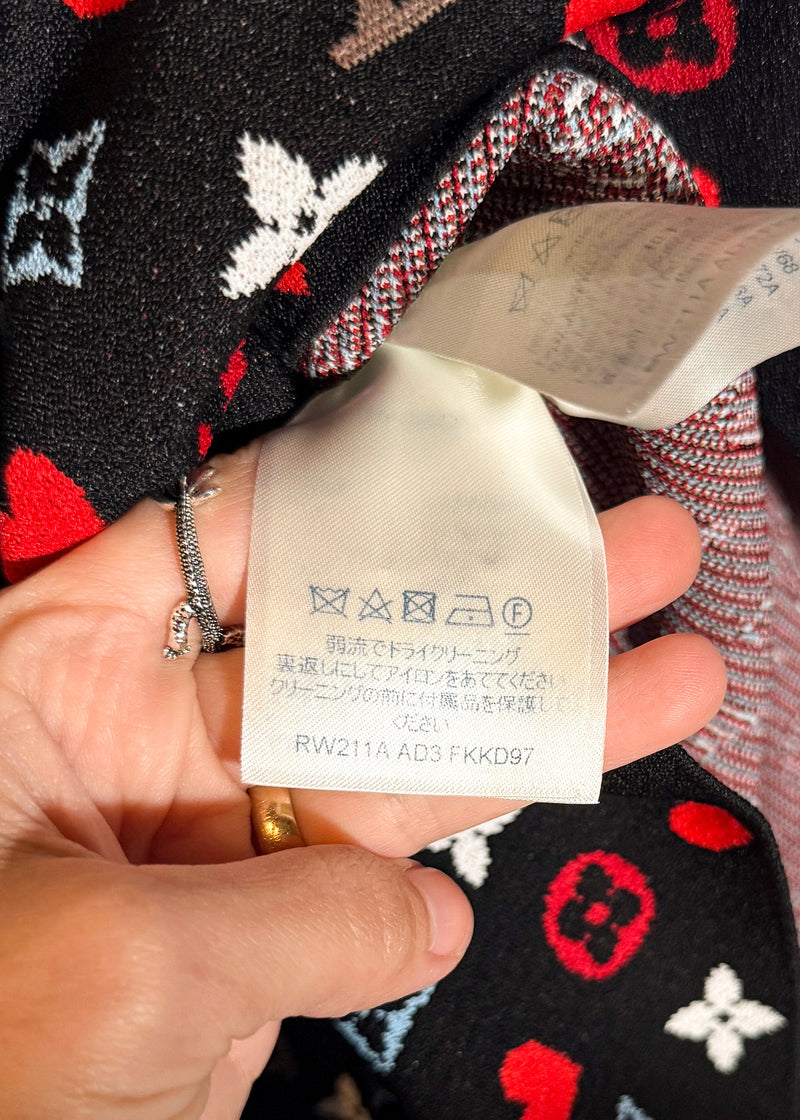 F
弱流でドライクリーニング
裏返しにしてアイロンをあててください
クリーニングの前に付属品を保護して
ください
RW211A AD3 FKKD97